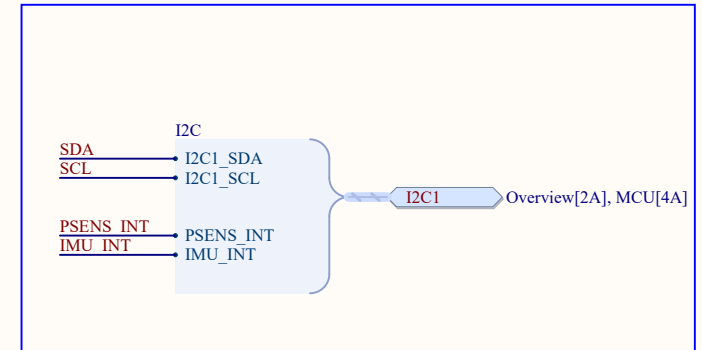 I2C
SDA
I2C1_SDA
SCL
I2C1_SCL
I2C1
Overview[2A], MCU[4A]
PSENS_INT
PSENS_INT
IMU_INT
IMU_INT